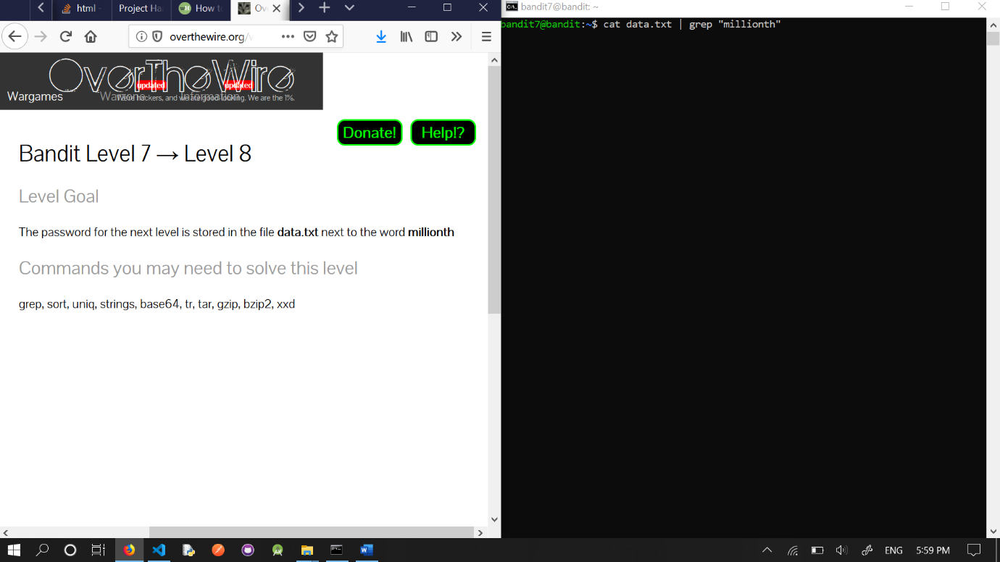 html
Project Ha
How to
Ov
overthewire.org/
OverTheWire
updated
updated
Wargames
Warzone
Information
We're hackers, and we are good-looking. We are the 1%.
Donate!
Help!?
Bandit Level 7 → Level 8
Level Goal
The password for the next level is stored in the file data.txt next to the word millionth
Commands you may need to solve this level
grep, sort, uniq, strings, base64, tr, tar, gzip, bzip2, xxd
bandit7@bandit: ~
bandit7@bandit:~$ cat data.txt | grep "millionth"
ENG
5:59 PM